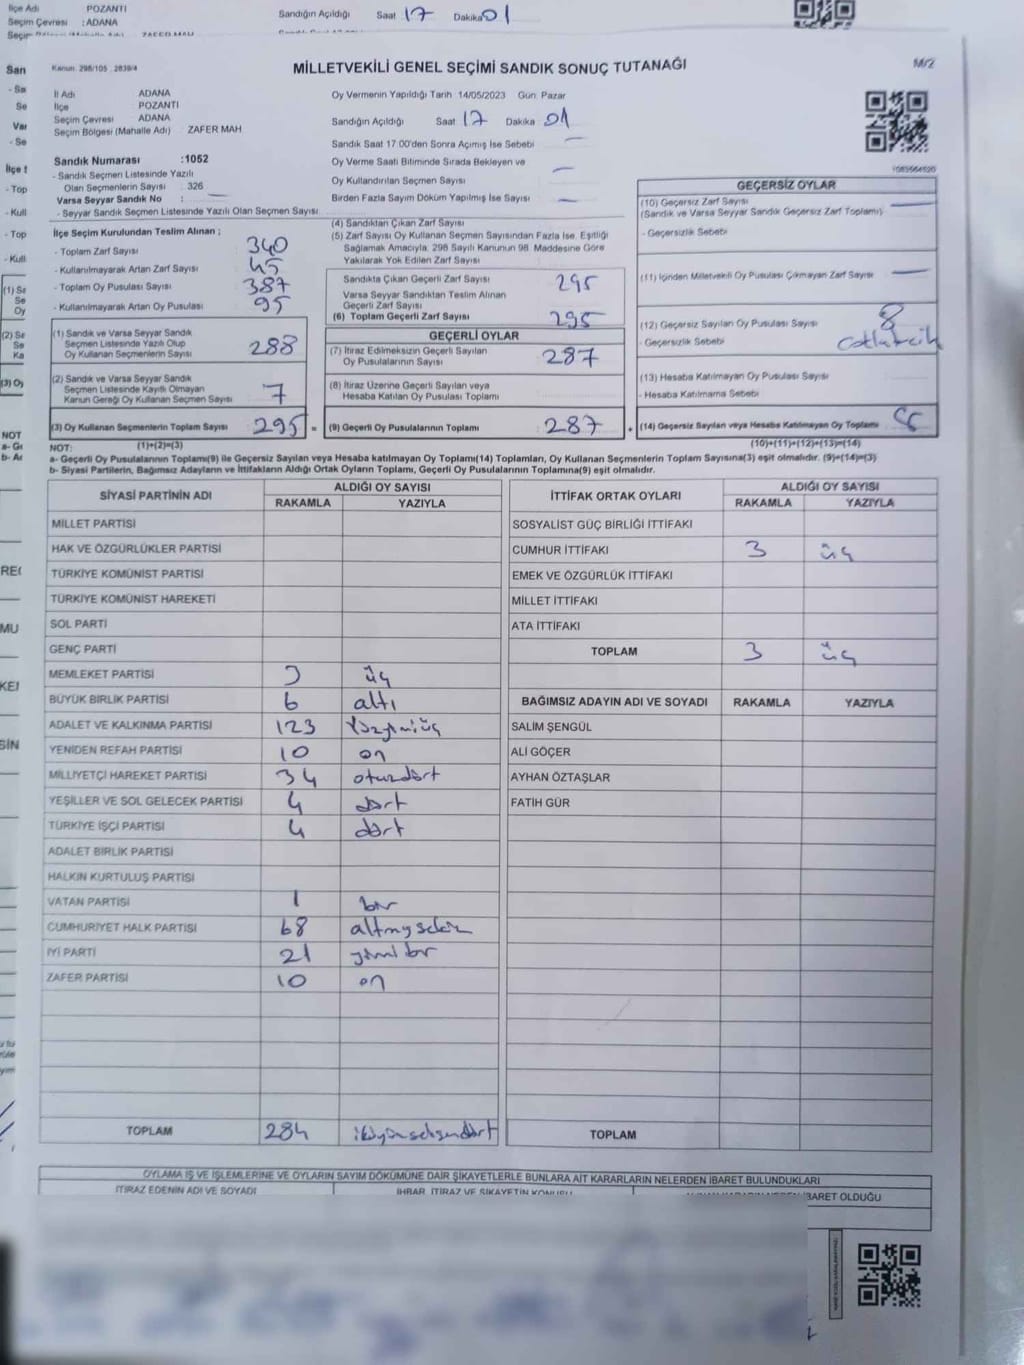 İlçe Adı POZANTI
Seçim Çevresi :ADANA
Sandığın Açıldığı Saat 17 Dakika 01
Kanun: 298/105 2839/4
MİLLETVEKİLİ GENEL SEÇİMİ SANDIK SONUÇ TUTANAĞI
M/2
İl Adı ADANA
İlçe POZANTI
Seçim Çevresi ADANA
Seçim Bölgesi (Mahalle Adı) ZAFER MAH
Oy Vermenin Yapıldığı Tarih :14/05/2023 Gün: Pazar
Sandığın Açıldığı Saat 17 Dakika 01
Sandık Saat 17:00'den Sonra Açımış İse Sebebi
Oy Verme Saati Bitiminde Sırada Bekleyen ve
Oy Kullandırılan Seçmen Sayısı
Birden Fazla Sayım Döküm Yapılmış İse Sayısı
Sandık Numarası :1052
- Sandık Seçmen Listesinde Yazılı
Olan Seçmenlerin Sayısı : 326
Varsa Seyyar Sandık No :
- Seyyar Sandık Seçmen Listesinde Yazılı Olan Seçmen Sayısı
İlçe Seçim Kurulundan Teslim Alınan ;
- Toplam Zarf Sayısı 340
- Kullanılmayarak Artan Zarf Sayısı 45
- Toplam Oy Pusulası Sayısı 387
- Kullanılmayarak Artan Oy Pusulası 95
(1) Sandık ve Varsa Seyyar Sandık
Seçmen Listesinde Yazılı Olup
Oy Kullanan Seçmenlerin Sayısı 288
(2) Sandık ve Varsa Seyyar Sandık
Seçmen Listesinde Kayıtlı Olmayan
Kanun Gereği Oy Kullanan Seçmen Sayısı 7
(3) Oy Kullanan Seçmenlerin Toplam Sayısı 295 =
(4) Sandıktan Çıkan Zarf Sayısı
(5) Zarf Sayısı Oy Kullanan Seçmen Sayısından Fazla İse, Eşitliği
Sağlamak Amacıyla, 298 Sayılı Kanunun 98. Maddesine Göre
Yakılarak Yok Edilen Zarf Sayısı
Sandıkta Çıkan Geçerli Zarf Sayısı 295
Varsa Seyyar Sandıktan Teslim Alınan
Geçerli Zarf Sayısı
(6) Toplam Geçerli Zarf Sayısı 295
GEÇERLİ OYLAR
(7) İtiraz Edilmeksizin Geçerli Sayılan
Oy Pusulalarının Sayısı : 287
(8) İtiraz Üzerine Geçerli Sayılan veya
Hesaba Katılan Oy Pusulası Toplamı
(9) Geçerli Oy Pusulalarının Toplamı : 287 +
GEÇERSİZ OYLAR
(10) Geçersiz Zarf Sayısı
(Sandık ve Varsa Seyyar Sandık Geçersiz Zarf Toplamı)
- Geçersizlik Sebebi
(11) İçinden Milletvekili Oy Pusulası Çıkmayan Zarf Sayısı
(12) Geçersiz Sayılan Oy Pusulası Sayısı 8
- Geçersizlik Sebebi
(13) Hesaba Katılmayan Oy Pusulası Sayısı
- Hesaba Katılmama Sebebi
(14) Geçersiz Sayılan veya Hesaba Katılmayan Oy Toplamı 8
NOT: (1)+(2)=(3)
(10)+(11)+(12)+(13)=(14)
a- Geçerli Oy Pusulalarının Toplamı(9) ile Geçersiz Sayılan veya Hesaba katılmayan Oy Toplamı(14) Toplamları, Oy Kullanan Seçmenlerin Toplam Sayısına(3) eşit olmalıdır. (9)+(14)=(3)
b- Siyasi Partilerin, Bağımsız Adayların ve İttifakların Aldığı Ortak Oyların Toplamı, Geçerli Oy Pusulalarının Toplamına(9) eşit olmalıdır.
SİYASİ PARTİNİN ADI ALDIĞI OY SAYISI
RAKAMLA YAZIYLA
MİLLET PARTİSİ
HAK VE ÖZGÜRLÜKLER PARTİSİ
TÜRKİYE KOMÜNİST PARTİSİ
TÜRKİYE KOMÜNİST HAREKETİ
SOL PARTİ
GENÇ PARTİ
MEMLEKET PARTİSİ 3 üç
BÜYÜK BİRLİK PARTİSİ 6 altı
ADALET VE KALKINMA PARTİSİ 123 Yüzyirmiüç
YENİDEN REFAH PARTİSİ 10 on
MİLLİYETÇİ HAREKET PARTİSİ 34 otuzdört
YEŞİLLER VE SOL GELECEK PARTİSİ 4 dört
TÜRKİYE İŞÇİ PARTİSİ 4 dört
ADALET BİRLİK PARTİSİ
HALKIN KURTULUŞ PARTİSİ
VATAN PARTİSİ 1 bir
CUMHURİYET HALK PARTİSİ 68 altmışsekiz
İYİ PARTİ 21 yirmibir
ZAFER PARTİSİ 10 on
TOPLAM 284 ikiyüzseksendört
İTTİFAK ORTAK OYLARI ALDIĞI OY SAYISI
RAKAMLA YAZIYLA
SOSYALİST GÜÇ BİRLİĞİ İTTİFAKI
CUMHUR İTTİFAKI 3 üç
EMEK VE ÖZGÜRLÜK İTTİFAKI
MİLLET İTTİFAKI
ATA İTTİFAKI
TOPLAM 3 üç
BAĞIMSIZ ADAYIN ADI VE SOYADI RAKAMLA YAZIYLA
SALİM ŞENGÜL
ALİ GÖÇER
AYHAN ÖZTAŞLAR
FATİH GÜR
TOPLAM
OYLAMA İŞ VE İŞLEMLERİNE VE OYLARIN SAYIM DÖKÜMÜNE DAİR ŞİKAYETLERLE BUNLARA AİT KARARLARIN NELERDEN İBARET BULUNDUKLARI
İTİRAZ EDENİN ADI VE SOYADI İHBAR, İTİRAZ VE ŞİKAYETİN KONUSU İBARET OLDUĞU